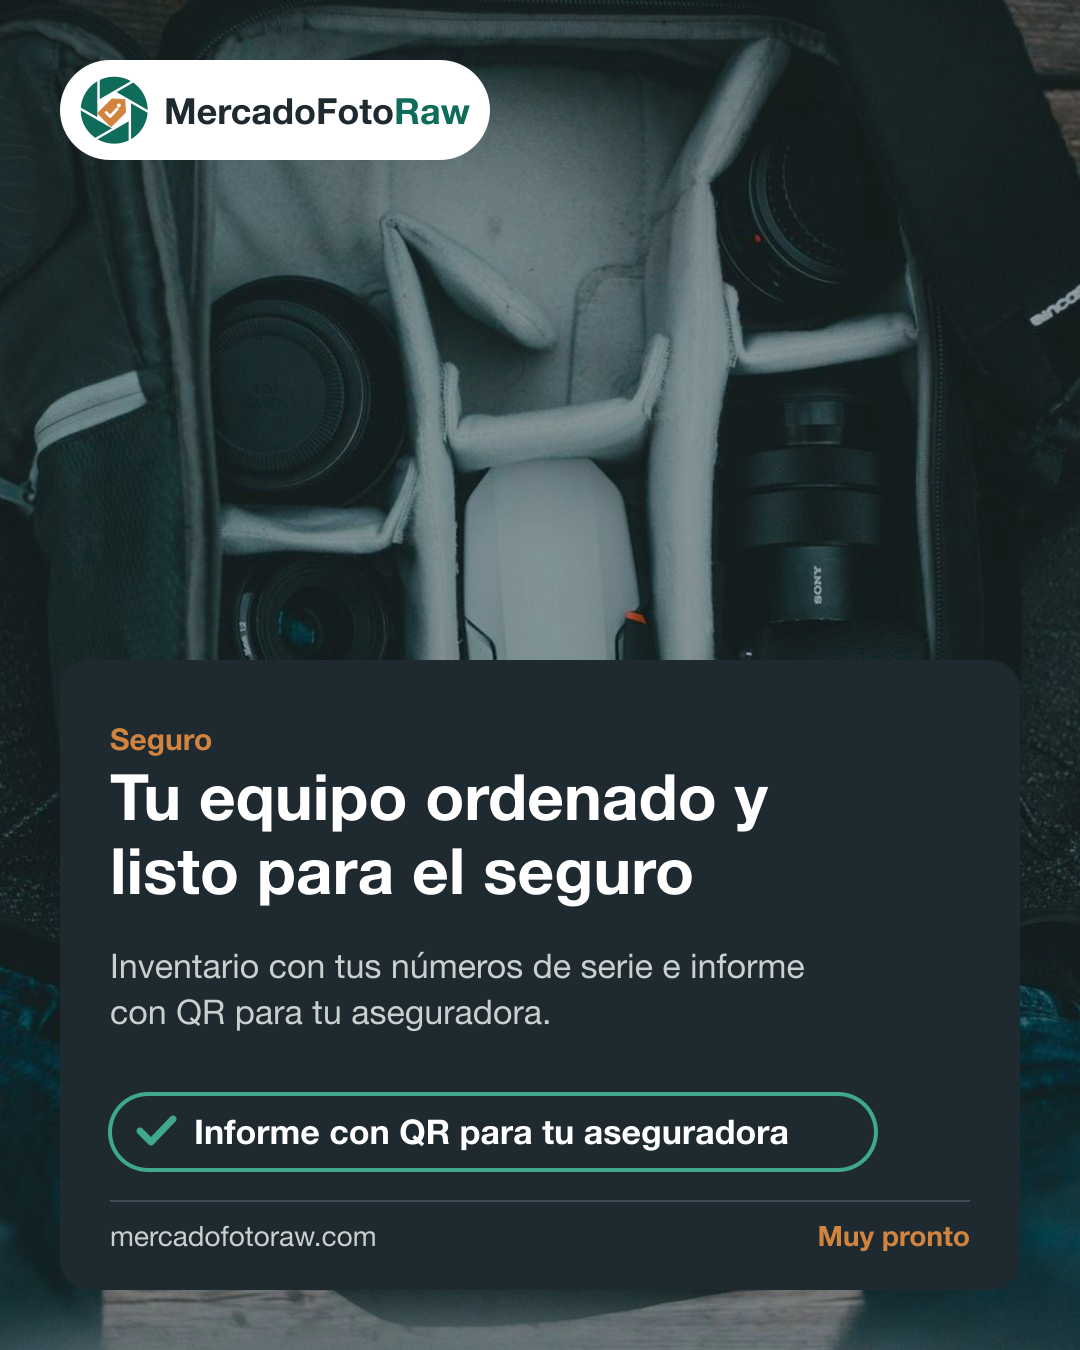 MercadoFotoRaw
SONY
Seguro
Tu equipo ordenado y
listo para el seguro
Inventario con tus números de serie e informe
con QR para tu aseguradora.
Informe con QR para tu aseguradora
mercadofotoraw.com
Muy pronto